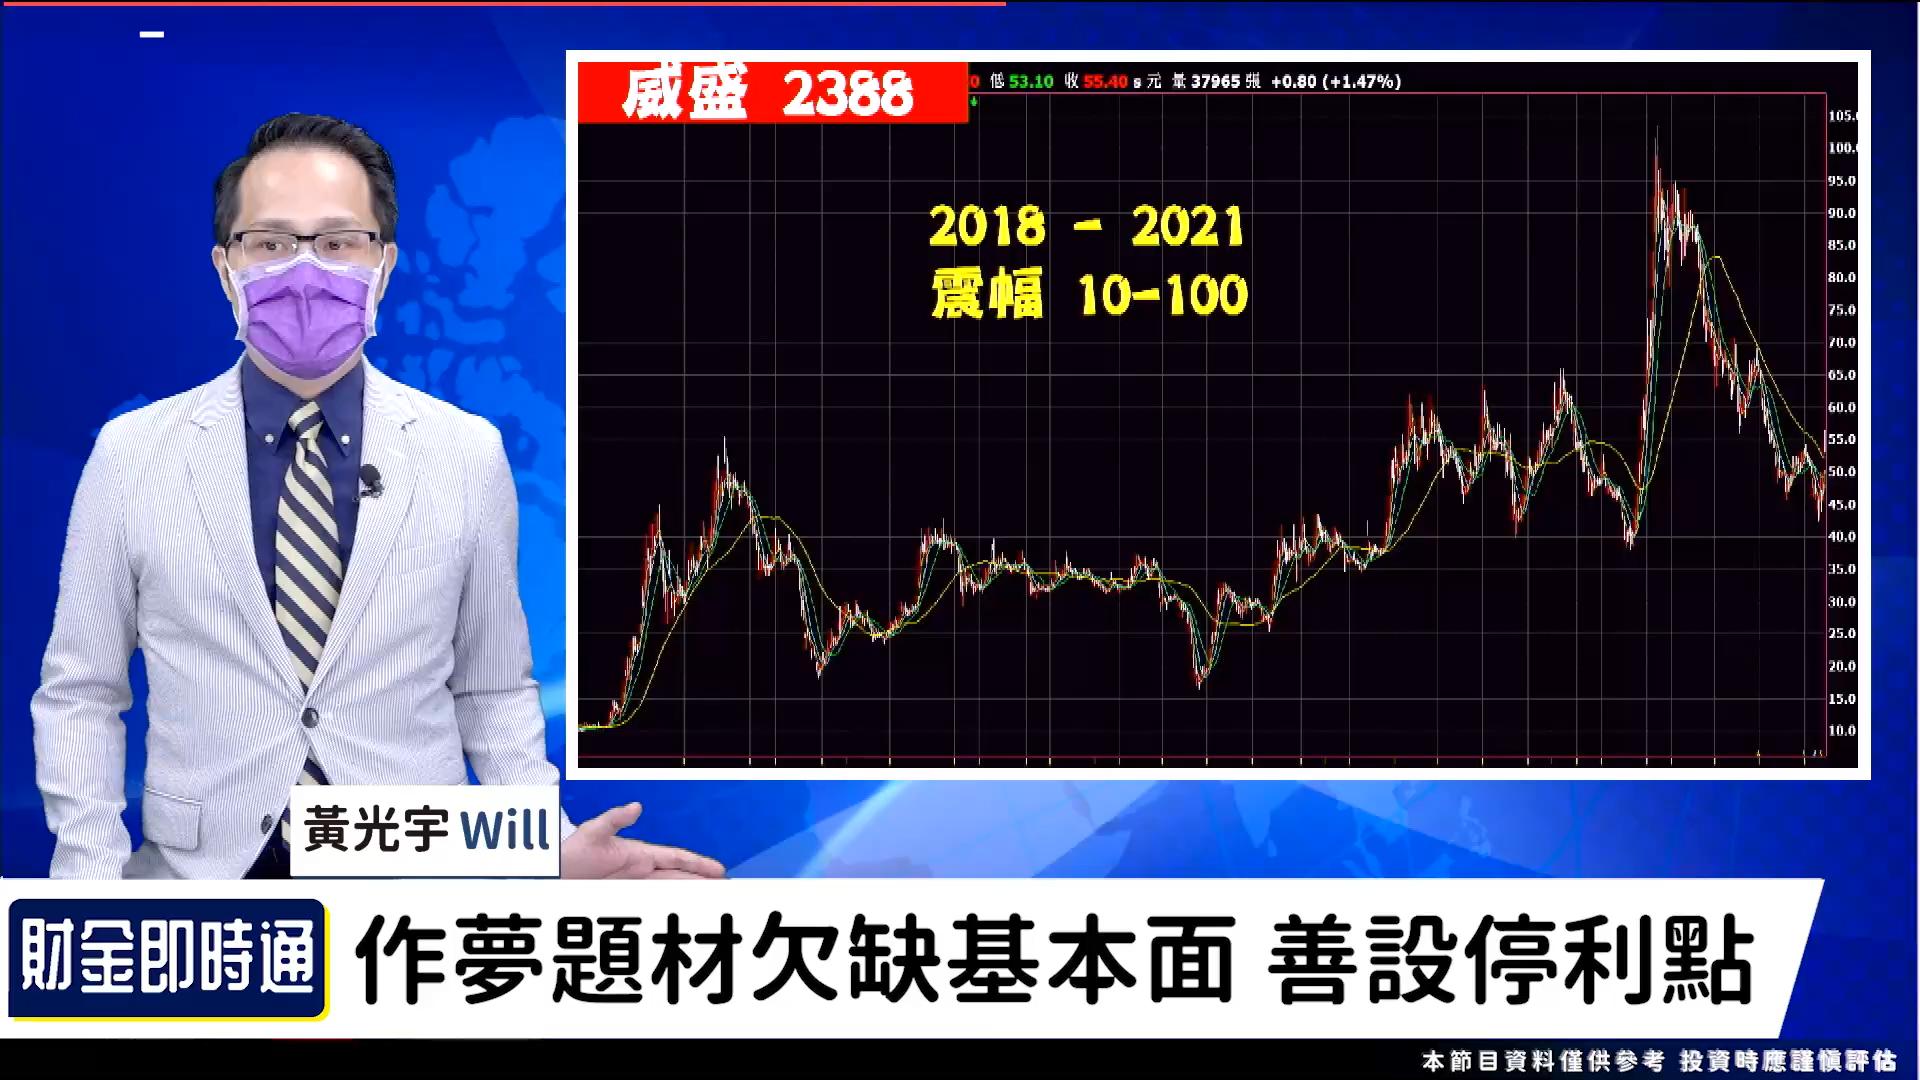 威盛 2388
0 低 53.10 收 55.40 s 元 量 37965 張 +0.80 (+1.47%)
2018 - 2021
震幅 10-100
105.
100.
95.0
90.0
85.0
80.0
75.0
70.0
65.0
60.0
55.0
50.0
45.0
40.0
35.0
30.0
25.0
20.0
15.0
10.0
黃光宇 Will
財金即時通
作夢題材欠缺基本面 善設停利點
本節目資料僅供參考 投資時應謹慎評估